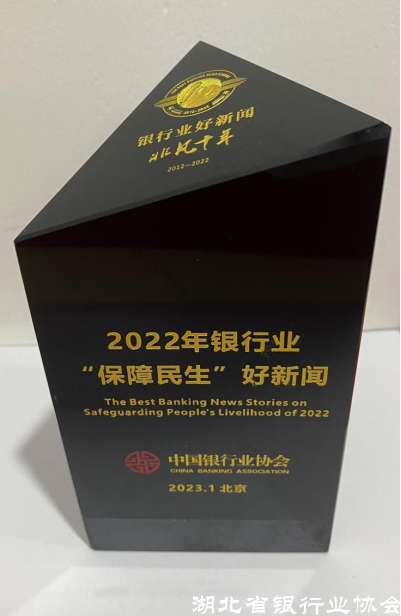 银行业好新闻
2012—2022
2022年银行业
“保障民生”好新闻
The Best Banking News Stories on
Safeguarding People's Livelihood of 2022
中国银行业协会
CHINA BANKING ASSOCIATION
2023.1 北京
湖北省银行业协会